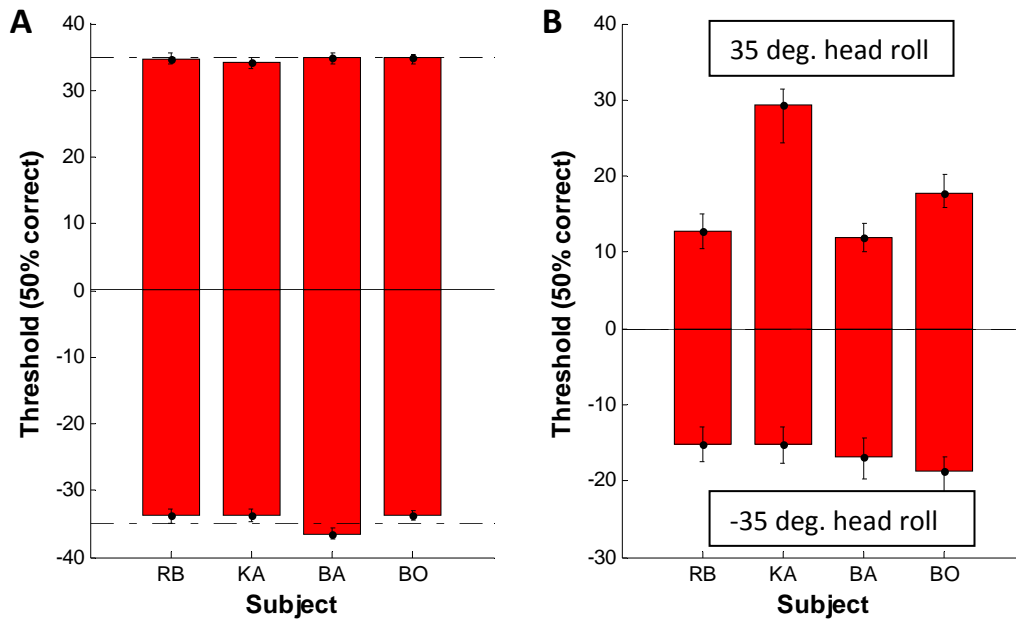 A
Threshold (50% correct)
40
30
20
10
0
-10
-20
-30
-40
RB KA BA BO
Subject
B
35 deg. head roll
Threshold (50% correct)
40
30
20
10
0
-10
-20
-30
-35 deg. head roll
RB KA BA BO
Subject